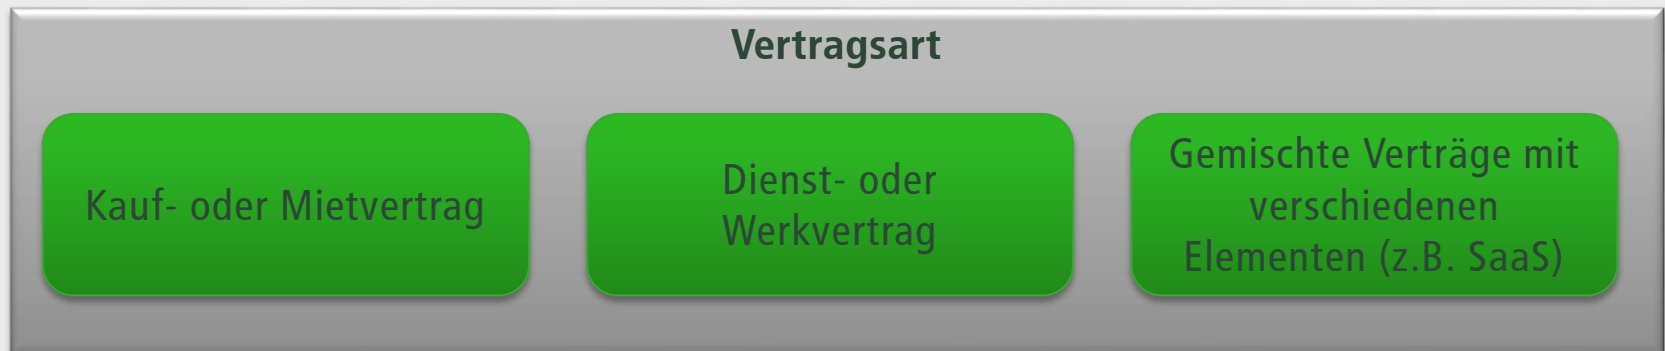 Vertragsart
Kauf- oder Mietvertrag
Dienst- oder
Werkvertrag
Gemischte Verträge mit
verschiedenen
Elementen (z.B. SaaS)